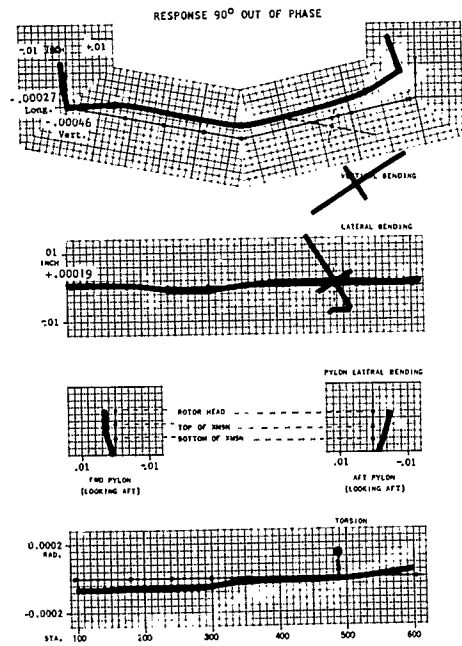 RESPONSE 90° OUT OF PHASE
-.01 INCH +.01
-.00027
Long.
-.00046
Vert.
VERTICAL BENDING
LATERAL BENDING
.01
INCH
+.00019
-.01
PYLON LATERAL BENDING
ROTOR HEAD
TOP OF XMSN
BOTTOM OF XMSN
.01 -.01 .01 -.01
FWD PYLON AFT PYLON
(LOOKING AFT) (LOOKING AFT)
TORSION
0.0002
RAD.
-0.0002
STA. 100 200 300 400 500 600